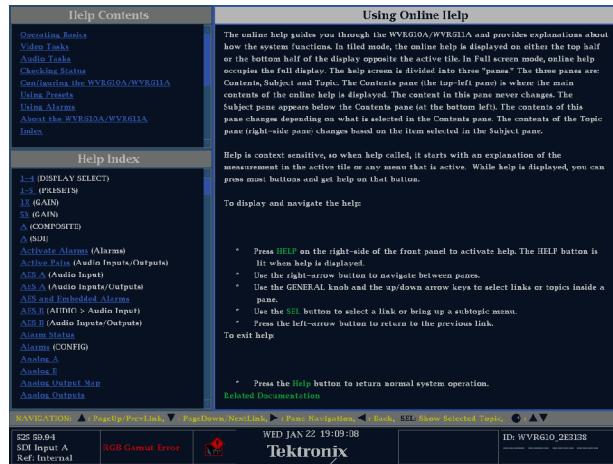 Help Contents
Operating Basics
Video Tasks
Audio Tasks
Checking Status
Configuring the WVRG10A/WVRG11A
Using Presets
Using Alarms
About the WVRG10A/WVRG11A
Index
Help Index
1-4 (DISPLAY SELECT)
1-5 (PRESETS)
1X (GAIN)
5X (GAIN)
A (COMPOSITE)
A (SDI)
Activate Alarms (Alarms)
Active Pairs (Audio Inputs/Outputs)
AES A (Audio Input)
AES A (Audio Inputs/Outputs)
AES and Embedded Alarms
AES B (AUDIO > Audio Input)
AES B (Audio Inputs/Outputs)
Alarm Status
Alarms (CONFIG)
Analog A
Analog B
Analog Output Map
Analog Outputs
Using Online Help
The online help guides you through the WVRG10A/WVRG11A and provides explanations about
how the system functions. In tiled mode, the online help is displayed on either the top half
or the bottom half of the display opposite the active tile. In Full screen mode, online help
occupies the full display. The help screen is divided into three "panes." The three panes are:
Contents, Subject and Topic. The Contents pane (the top-left pane) is where the main
contents of the online help is displayed. The content in this pane never changes. The
Subject pane appears below the Contents pane (at the bottom left). The contents of this
pane changes depending on what is selected in the Contents pane. The contents of the Topic
pane (right-side pane) changes based on the item selected in the Subject pane.
Help is context sensitive, so when help called, it starts with an explanation of the
measurement in the active tile or any menu that is active. While help is displayed, you can
press most buttons and get help on that button.
To display and navigate the help:
* Press HELP on the right-side of the front panel to activate help. The HELP button is
lit when help is displayed.
* Use the right-arrow button to navigate between panes.
* Use the GENERAL knob and the up/down arrow keys to select links or topics inside a
pane.
* Use the SEL button to select a link or bring up a subtopic menu.
* Press the left-arrow button to return to the previous link.
To exit help:
* Press the Help button to return normal system operation.
Related Documentation
NAVIGATION: ▲: PageUp/PrevLink, ▼: PageDown/NextLink, ►: Pane Navigation, ◄: Back, SEL: Show Selected Topic, : ▲▼
525 59.94
SDI Input A
Ref: Internal
RGB Gamut Error
WED JAN 22 19:09:08
Tektronix
ID: WVRG10_2E3138